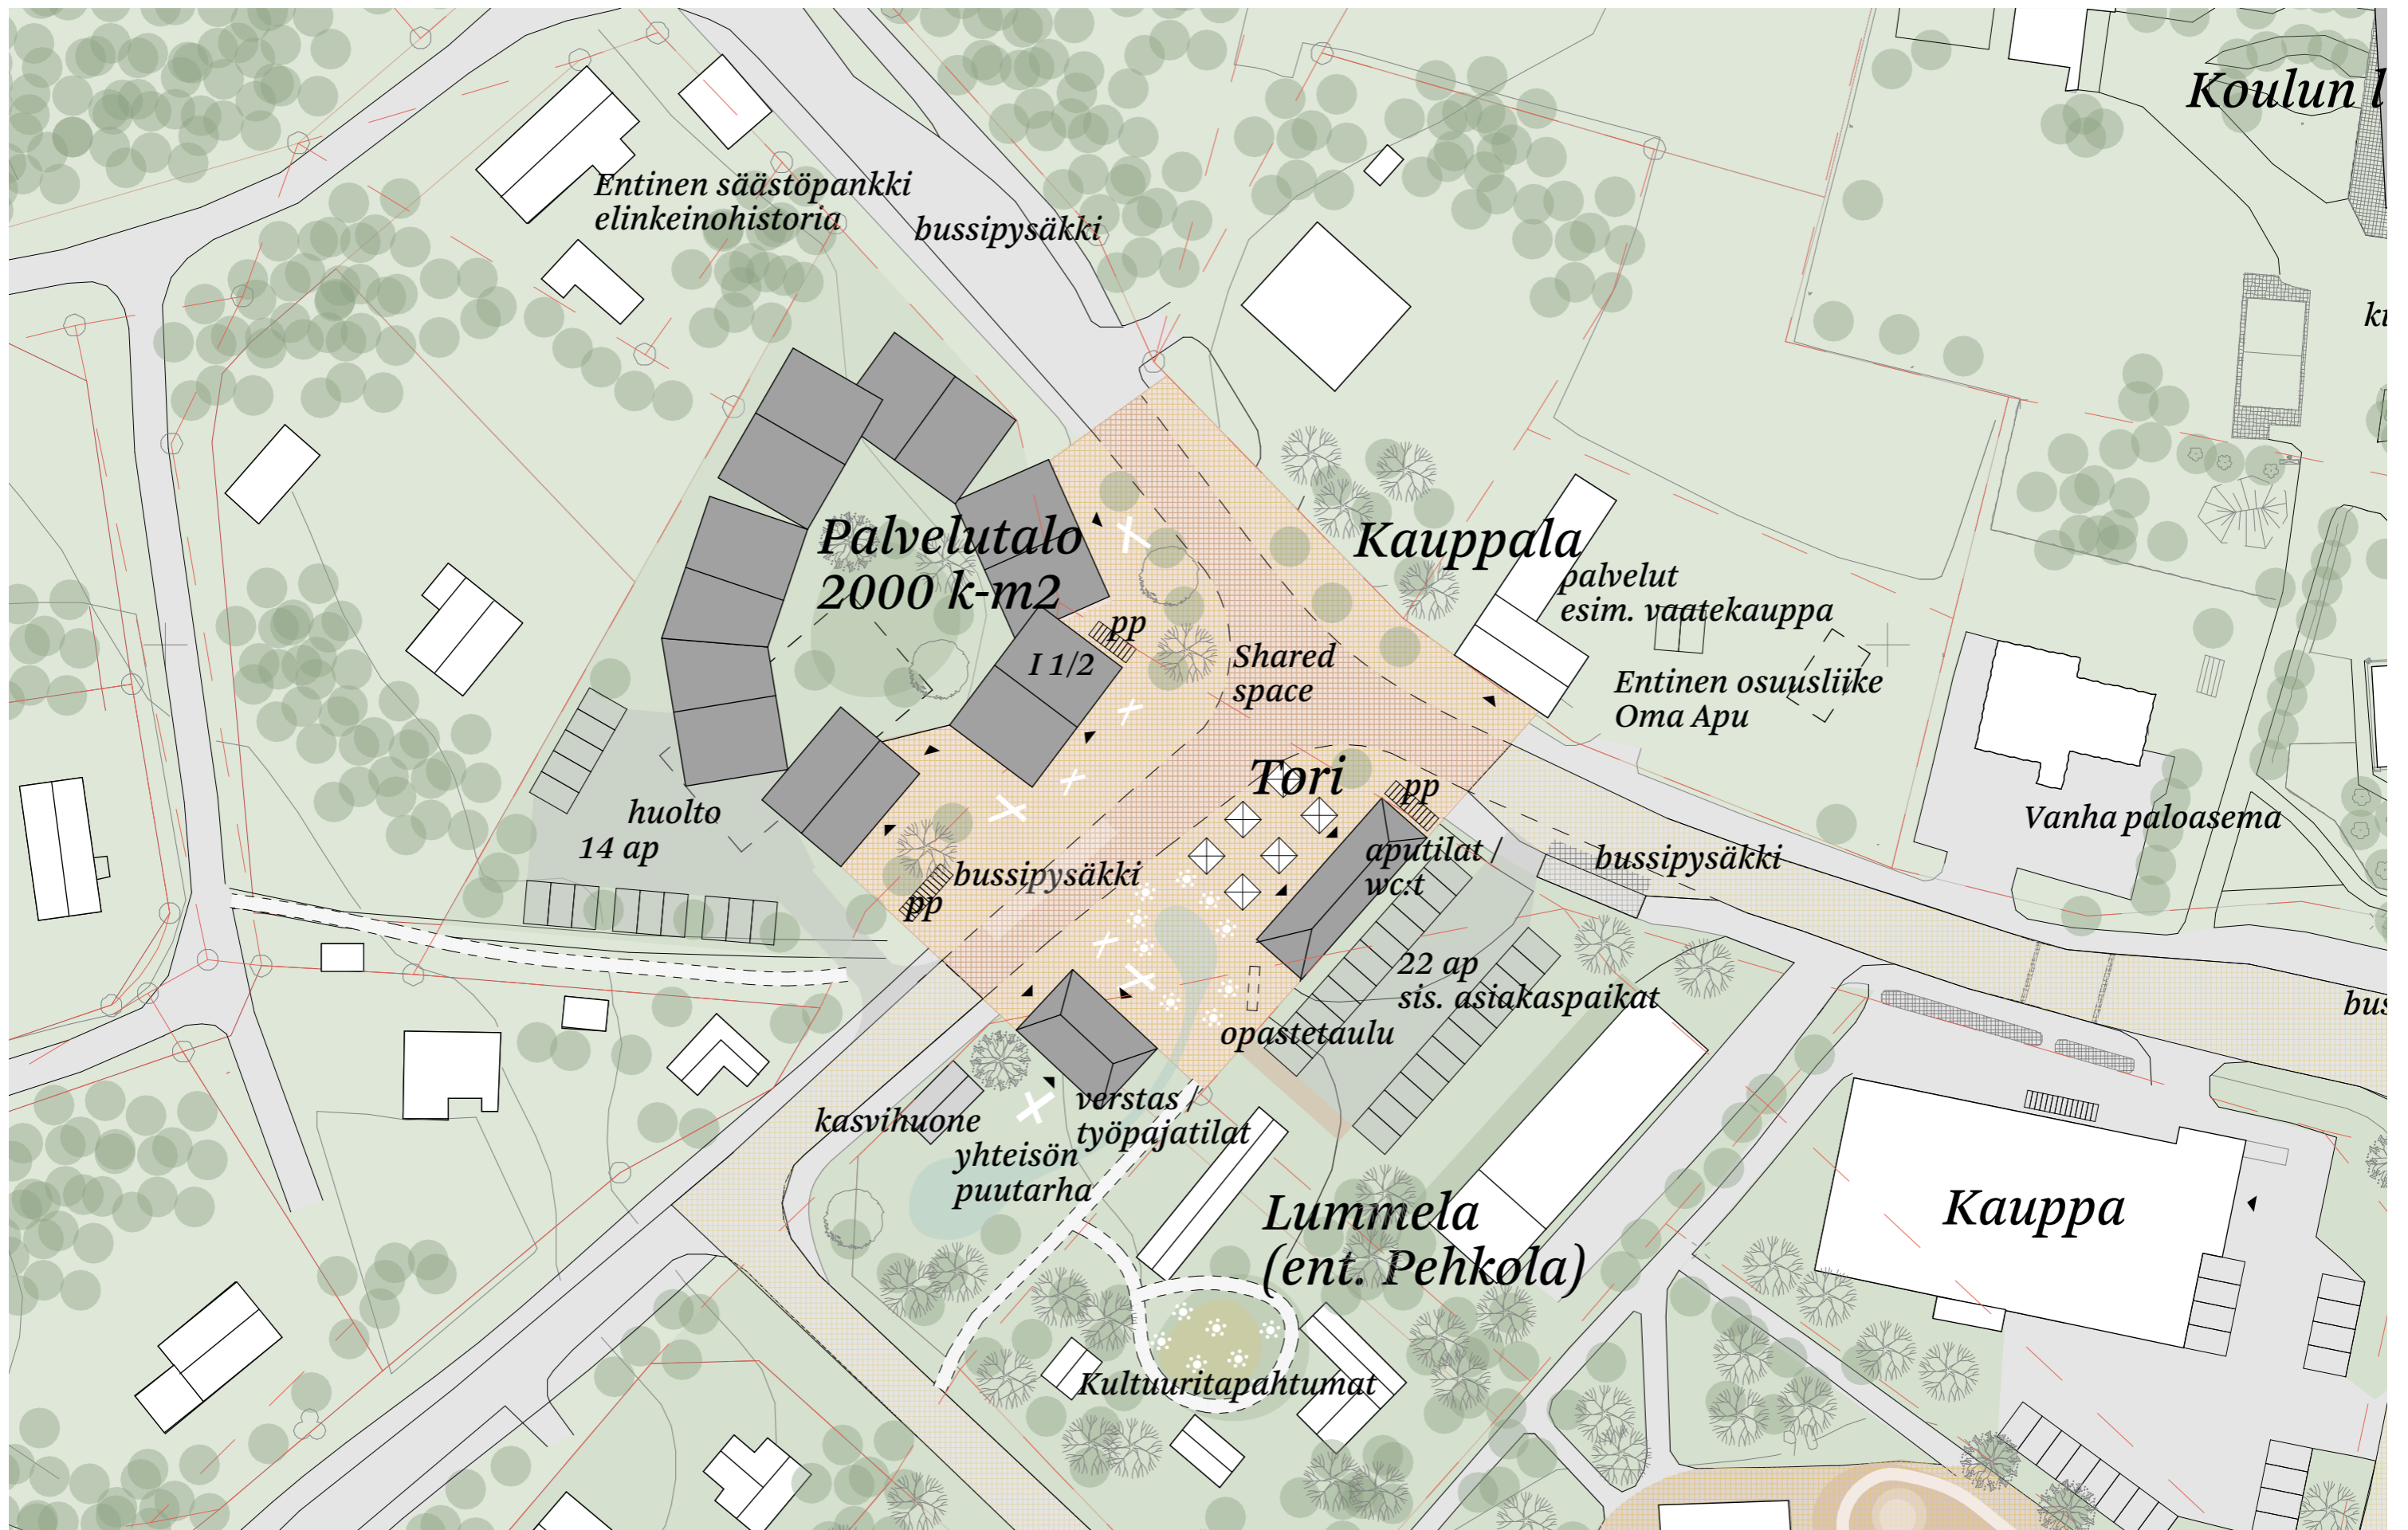 Koulun
Entinen säästöpankki
elinkeinohistoria
bussipysäkki
Palvelutalo
2000 k-m2
Kauppala
palvelut
esim. vaatekauppa
pp
I 1/2
Shared
space
Entinen osuusliike
Oma Apu
Tori
pp
huolto
14 ap
aputilat /
wc:t
bussipysäkki
Vanha paloasema
bussipysäkki
pp
22 ap
sis. asiakaspaikat
opastetaulu
bus
kasvihuone
verstas /
työpajatilat
yhteisön
puutarha
Lummela
(ent. Pehkola)
Kauppa
Kultuuritapahtumat